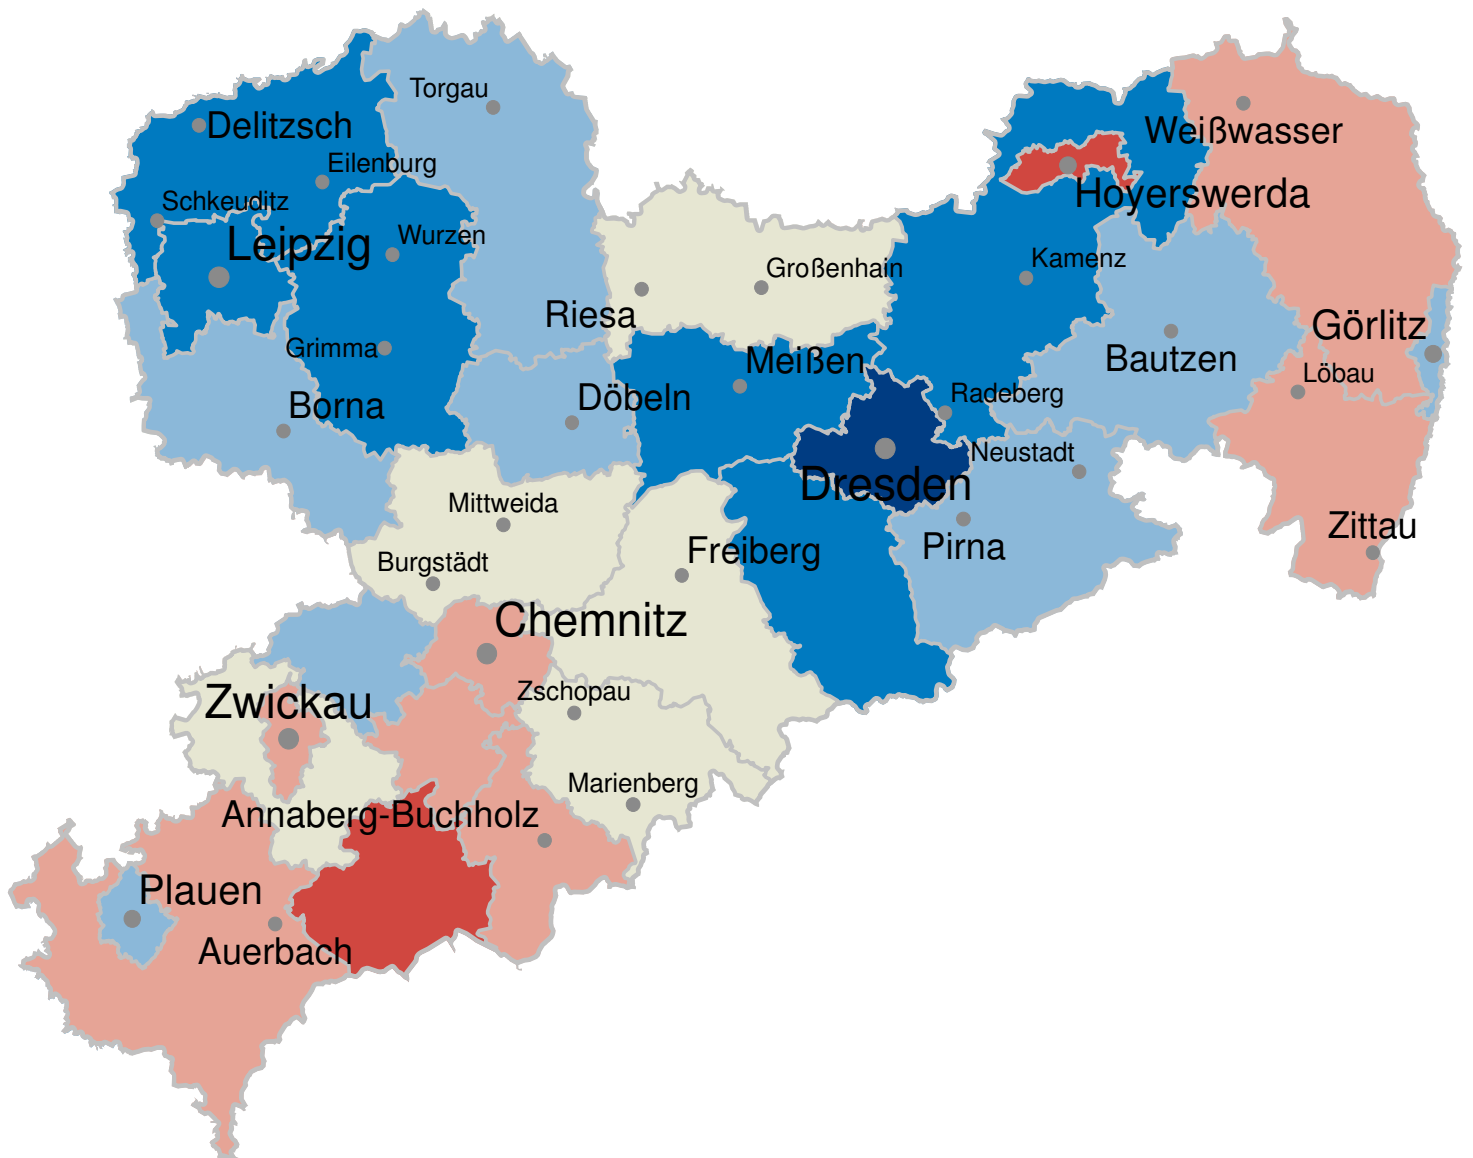 Torgau
Delitzsch
Weißwasser
Eilenburg
Hoyerswerda
Schkeuditz
Leipzig
Wurzen
Kamenz
Großenhain
Riesa
Görlitz
Grimma
Meißen
Bautzen
Löbau
Borna
Döbeln
Radeberg
Neustadt
Dresden
Mittweida
Zittau
Pirna
Freiberg
Burgstädt
Chemnitz
Zschopau
Zwickau
Marienberg
Annaberg-Buchholz
Plauen
Auerbach